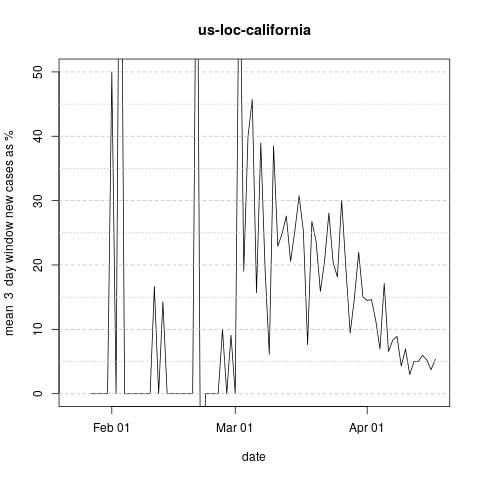 us-loc-california
mean 3 day window new cases as %
50
40
30
20
10
0
Feb 01
Mar 01
Apr 01
date